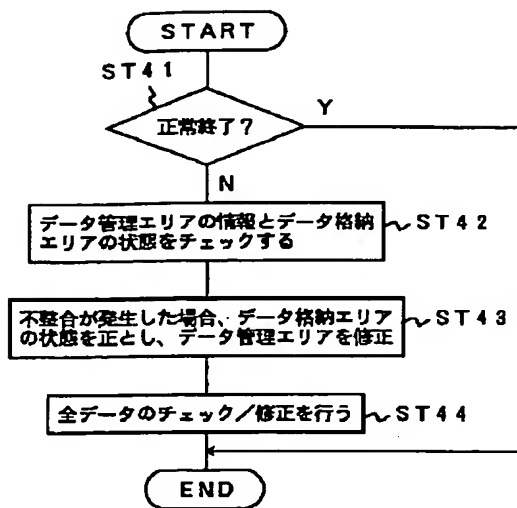 START
ST41
正常終了?
Y
N
データ管理エリアの情報とデータ格納
エリアの状態をチェックする
ST42
不整合が発生した場合、データ格納エリア
の状態を正とし、データ管理エリアを修正
ST43
全データのチェック/修正を行う
ST44
END